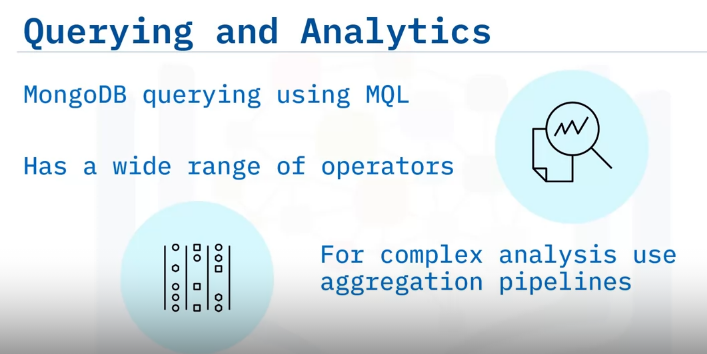 Querying and Analytics
MongoDB querying using MQL
Has a wide range of operators
For complex analysis use
aggregation pipelines